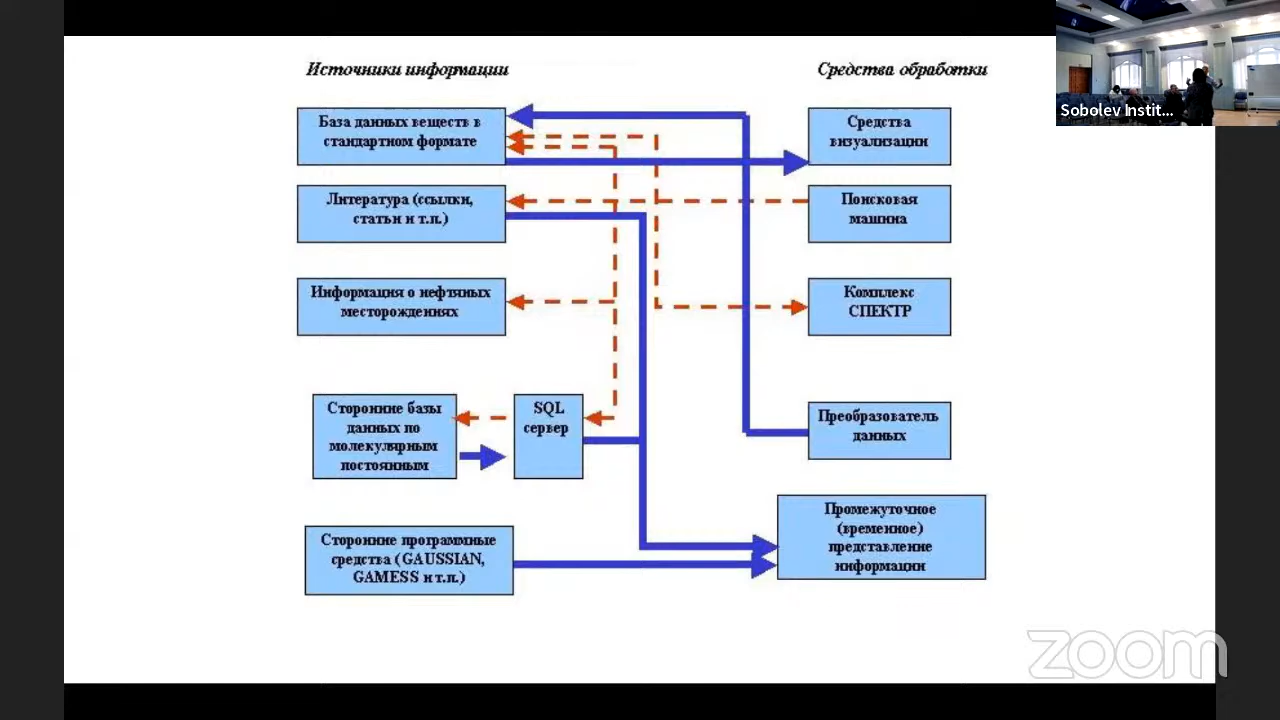 Источники информации
Средства обработки
Sobolev Instit...
База данных веществ в
стандартном формате
Средства
визуализации
Литература (ссылки,
статьи и т.п.)
Поисковая
машина
Информация о нефтяных
месторождениях
Комплекс
СПЕКТР
Сторонние базы
данных по
молекулярным
постоянным
SQL
сервер
Преобразователь
данных
Сторонние программные
средства (GAUSSIAN,
GAMESS и т.п.)
Промежуточное
(временное)
представление
информации
zoom